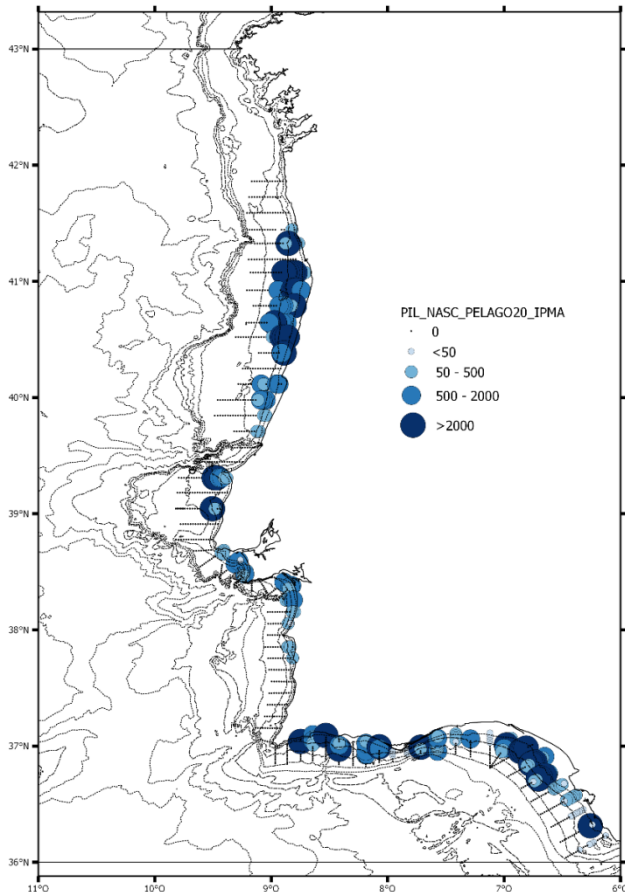 43°N
42°N
41°N
PIL_NASC_PELAGO20_IPMA
0
<50
50 - 500
40°N
500 - 2000
>2000
39°N
38°N
37°N
36°N
11°O 10°O 9°O 8°O 7°O 6°O